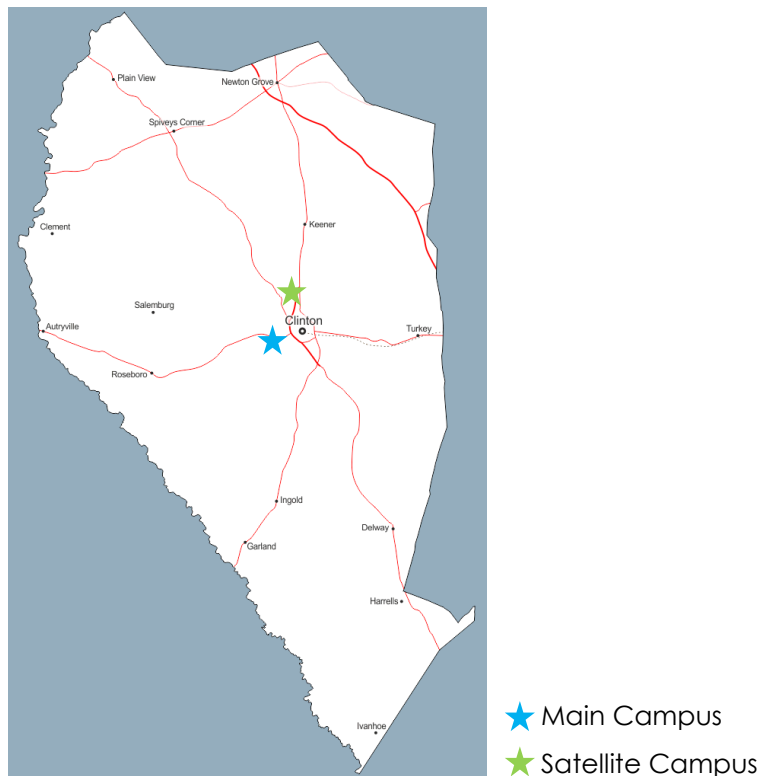 Plain View
Newton Grove
Spiveys Corner
Keener
Clement
Salemburg
Clinton
Autryville
Turkey
Roseboro
Ingold
Delway
Garland
Harrells
Ivanhoe
Main Campus
Satellite Campus